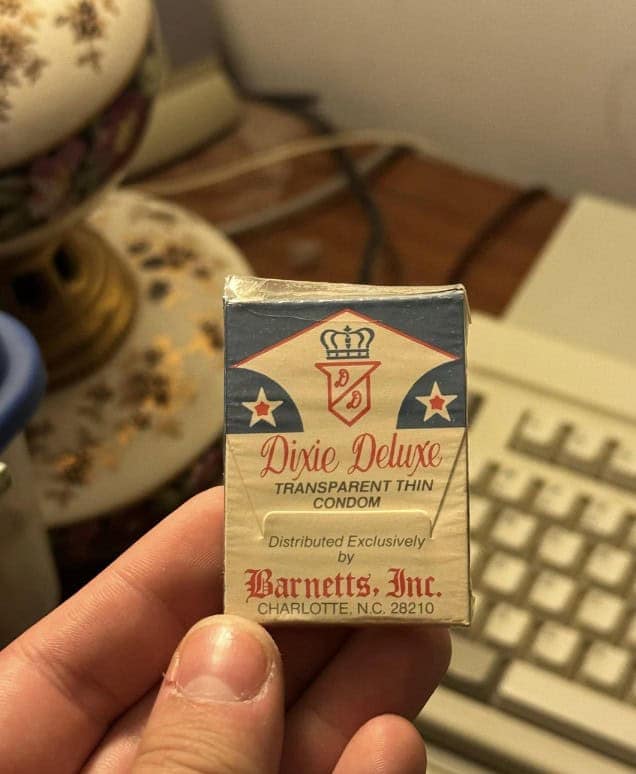 D
D
Dixie Deluxe
TRANSPARENT THIN
CONDOM
Distributed Exclusively
by
Barnetts, Inc.
CHARLOTTE, N.C. 28210